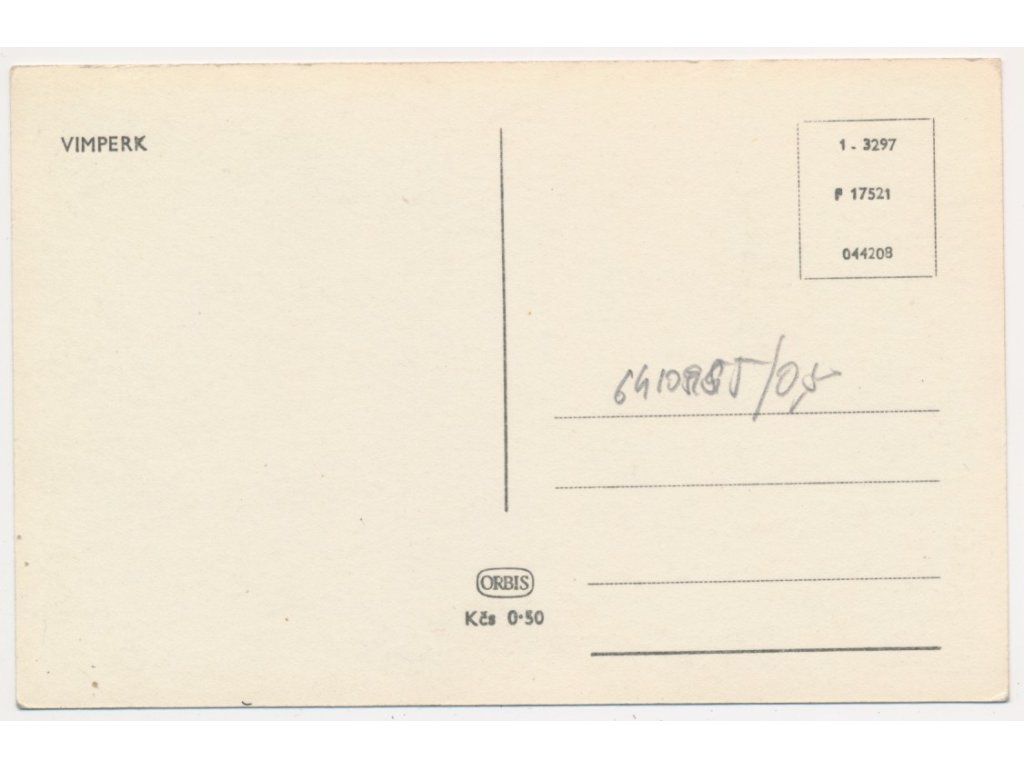 VIMPERK
1 - 3297
P 17521
044208
ORBIS
Kčs 0·50